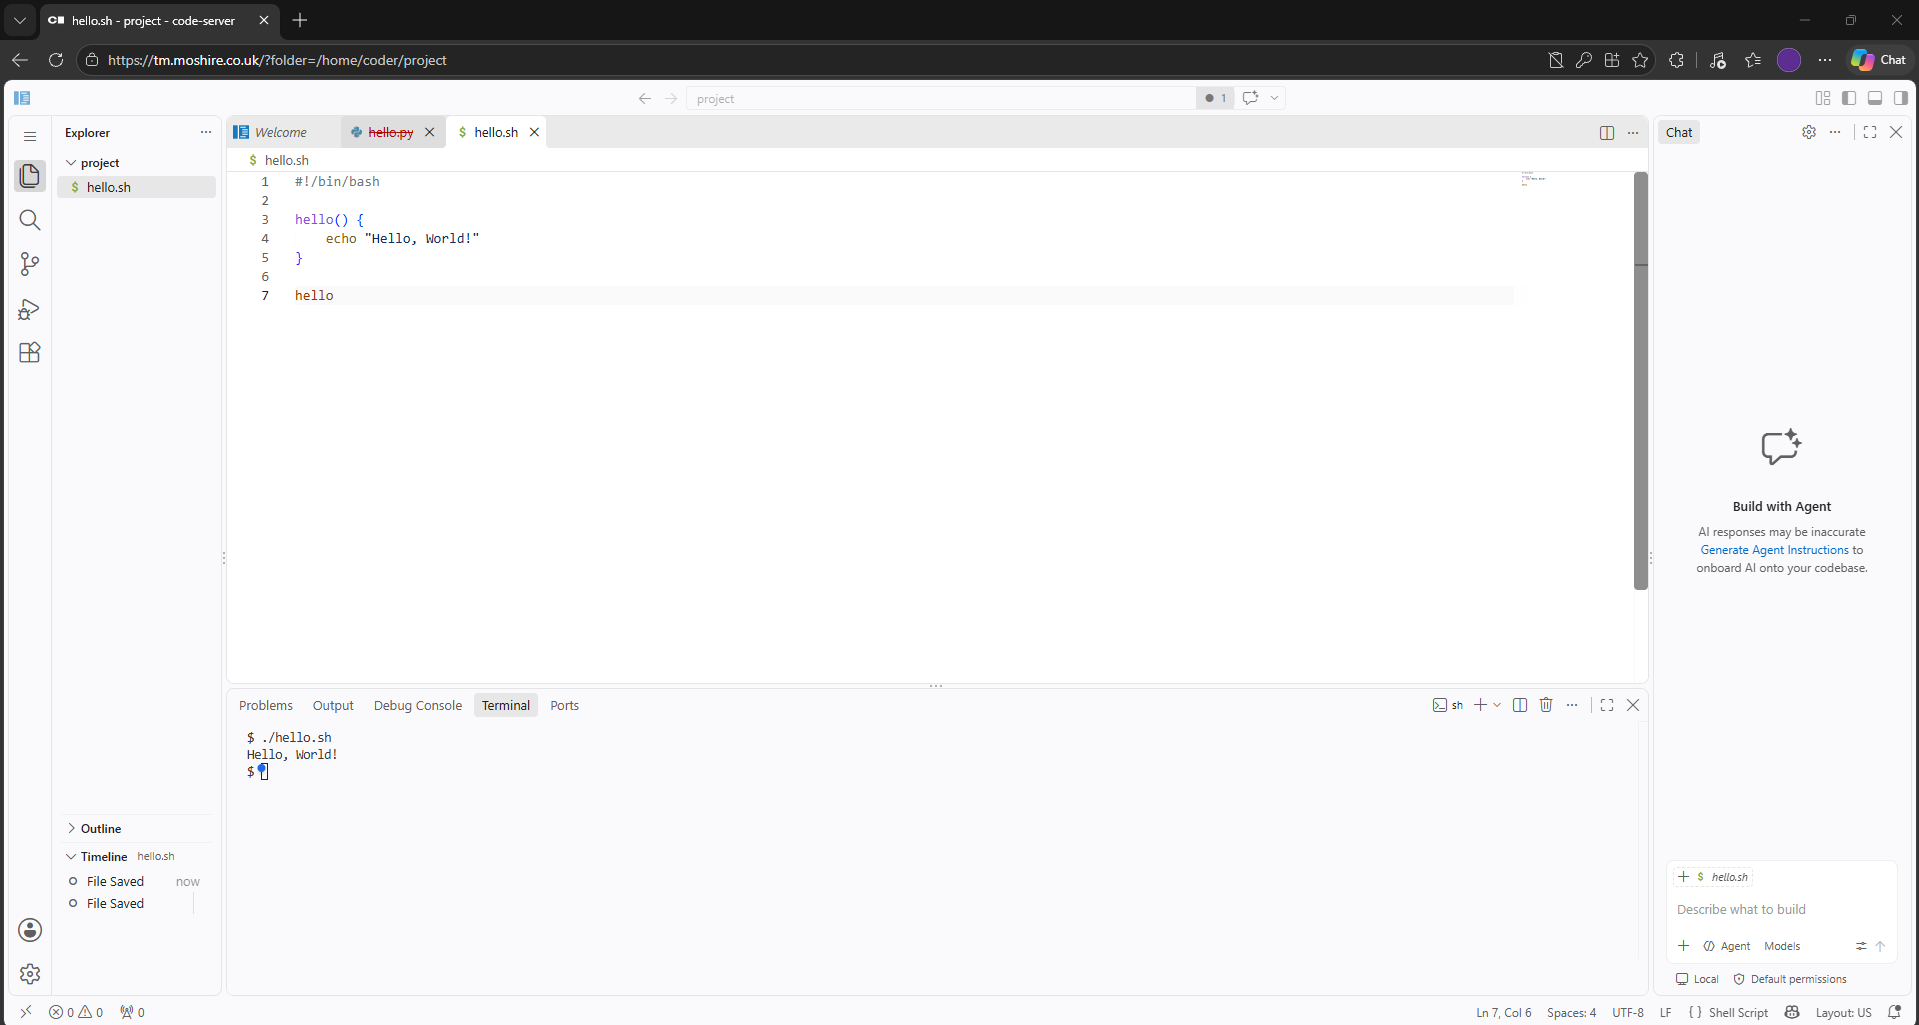 hello.sh - project - code-server
https://tm.moshire.co.uk/?folder=/home/coder/project
Chat
project
1
Explorer
project
hello.sh
Welcome
hello.py
hello.sh
hello.sh
1 #!/bin/bash
2
3 hello() {
4 echo "Hello, World!"
5 }
6
7 hello
Problems
Output
Debug Console
Terminal
Ports
sh
$ ./hello.sh
Hello, World!
$
Outline
Timeline hello.sh
File Saved now
File Saved
Chat
Build with Agent
AI responses may be inaccurate
Generate Agent Instructions to
onboard AI onto your codebase.
hello.sh
Describe what to build
Agent
Models
Local
Default permissions
0 0 0
Ln 7, Col 6
Spaces: 4
UTF-8
LF
{ } Shell Script
Layout: US